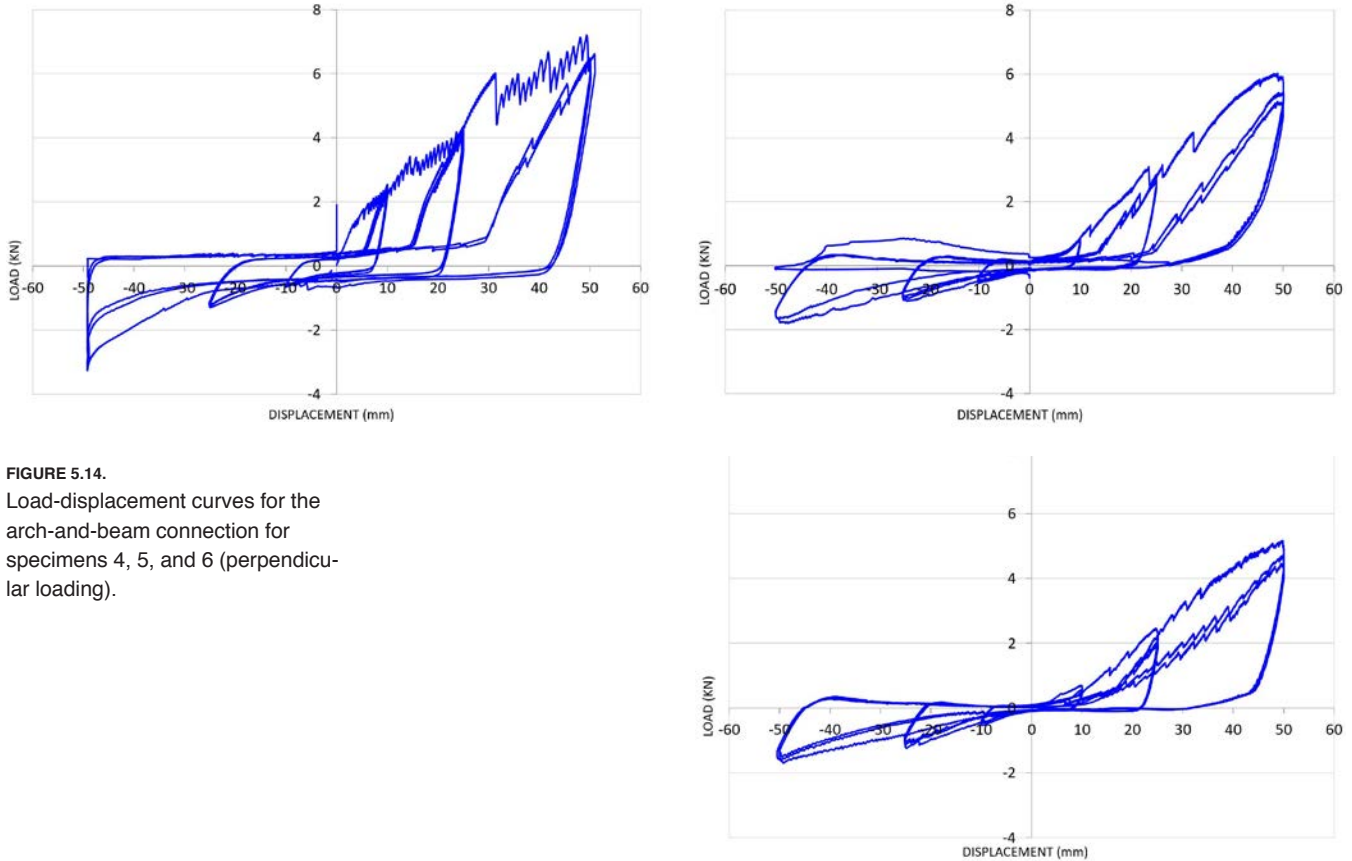 8
6
4
2
0
-2
-4
-60 -50 -40 -30 -20 -10 0 10 20 30 40 50 60
LOAD (KN)
DISPLACEMENT (mm)
8
6
4
2
0
-2
-4
-60 -50 -40 -30 -20 -10 0 10 20 30 40 50 60
LOAD (KN)
DISPLACEMENT (mm)
FIGURE 5.14.
Load-displacement curves for the
arch-and-beam connection for
specimens 4, 5, and 6 (perpendicu-
lar loading).
6
4
2
0
-2
-4
-60 -50 -40 -30 -20 -10 0 10 20 30 40 50 60
LOAD (KN)
DISPLACEMENT (mm)